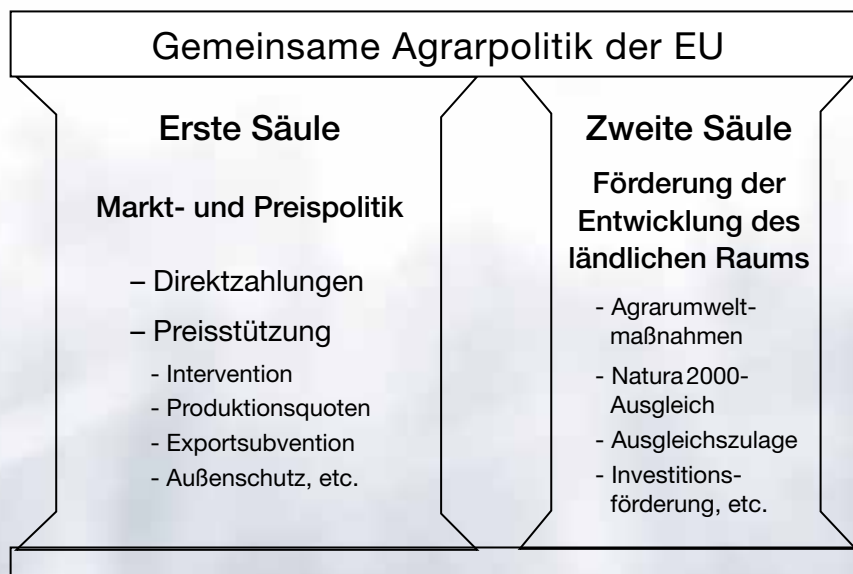 Gemeinsame Agrarpolitik der EU
Erste Säule
Markt- und Preispolitik
– Direktzahlungen
– Preisstützung
- Intervention
- Produktionsquoten
- Exportsubvention
- Außenschutz, etc.
Zweite Säule
Förderung der
Entwicklung des
ländlichen Raums
- Agrarumwelt-
maßnahmen
- Natura 2000-
Ausgleich
- Ausgleichszulage
- Investitions-
förderung, etc.